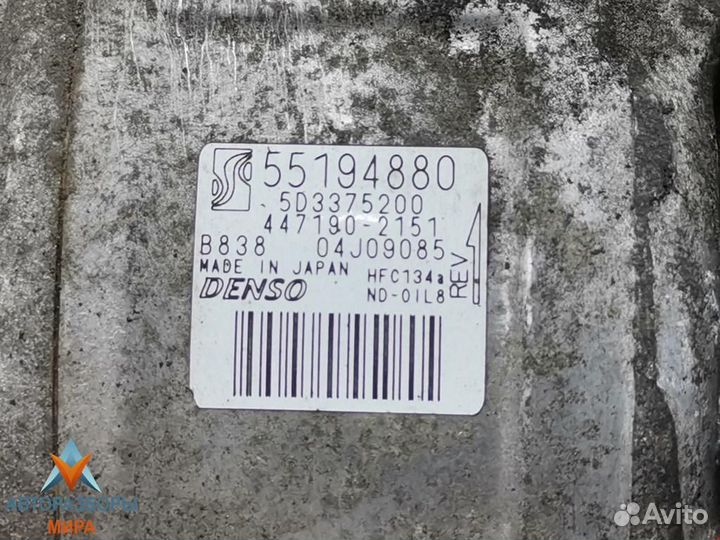 55194880
5D3375200
447190-2151
B838 04J09085
MADE IN JAPAN HFC134a
DENSO ND-OIL8
REV
АВТОРАЗБОРЫ
МИРА
Avito